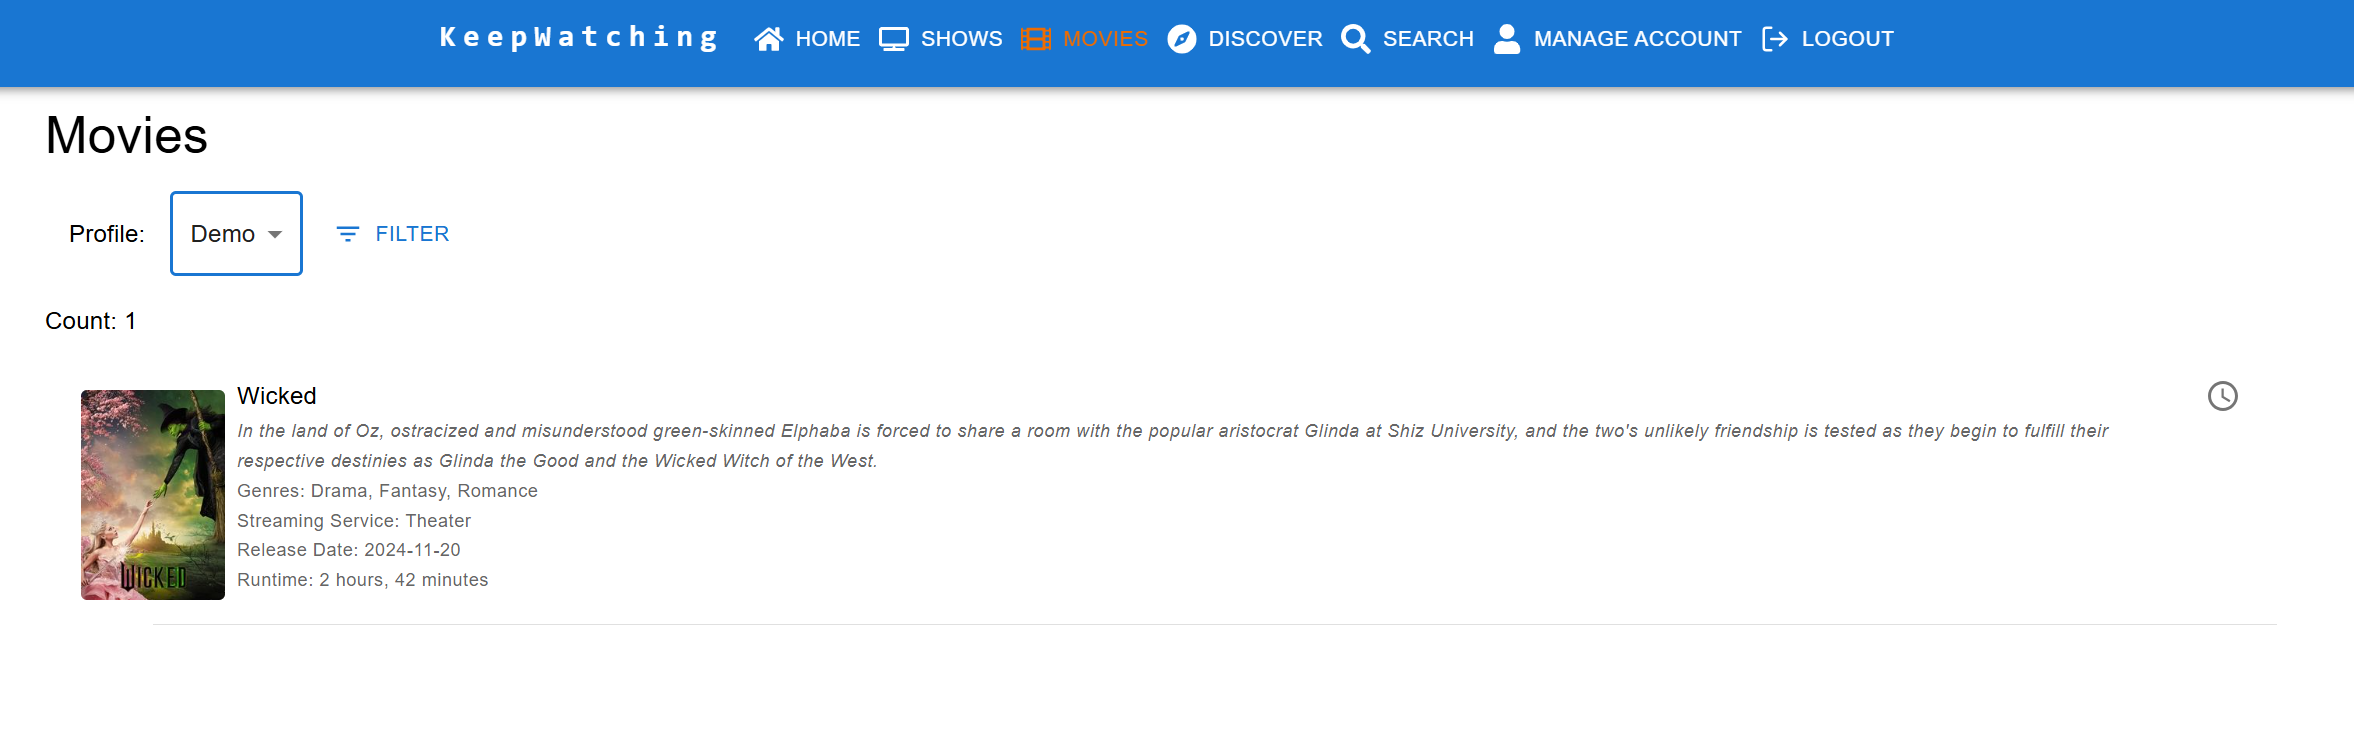 KeepWatching HOME SHOWS MOVIES DISCOVER SEARCH MANAGE ACCOUNT LOGOUT
Movies
Profile: Demo FILTER
Count: 1
Wicked
In the land of Oz, ostracized and misunderstood green-skinned Elphaba is forced to share a room with the popular aristocrat Glinda at Shiz University, and the two's unlikely friendship is tested as they begin to fulfill their
respective destinies as Glinda the Good and the Wicked Witch of the West.
Genres: Drama, Fantasy, Romance
Streaming Service: Theater
Release Date: 2024-11-20
Runtime: 2 hours, 42 minutes
WICKED